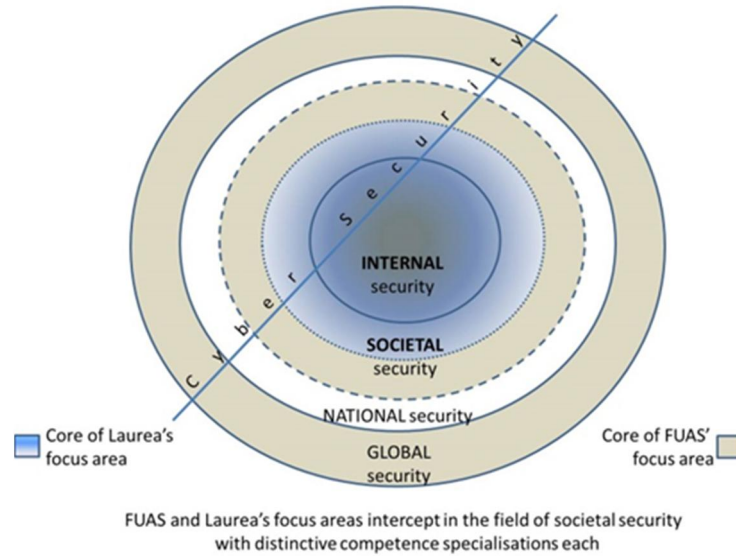 Cyber Security
INTERNAL
security
SOCIETAL
security
NATIONAL security
GLOBAL
security
Core of Laurea's
focus area
Core of FUAS'
focus area
FUAS and Laurea's focus areas intercept in the field of societal security
with distinctive competence specialisations each